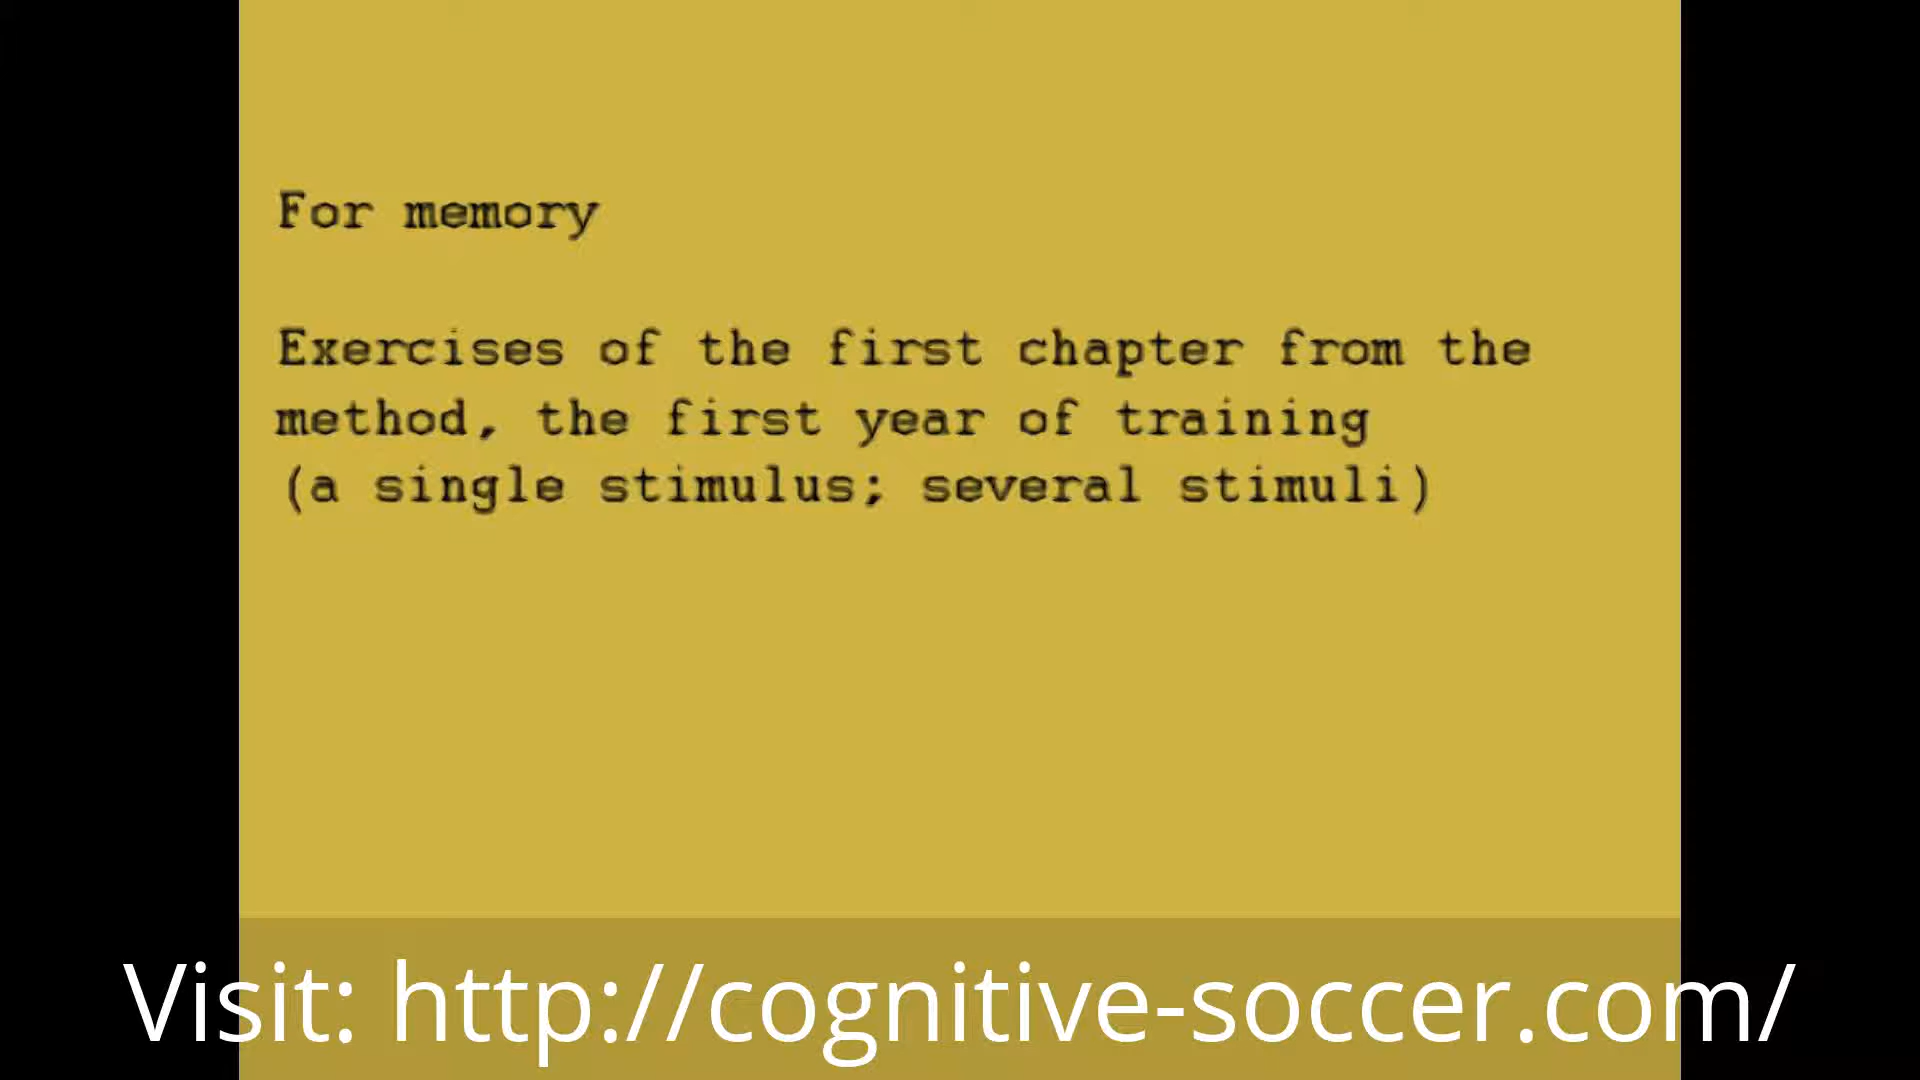 For memory
Exercises of the first chapter from the
method, the first year of training
(a single stimulus; several stimuli)
Visit: http://cognitive-soccer.com/